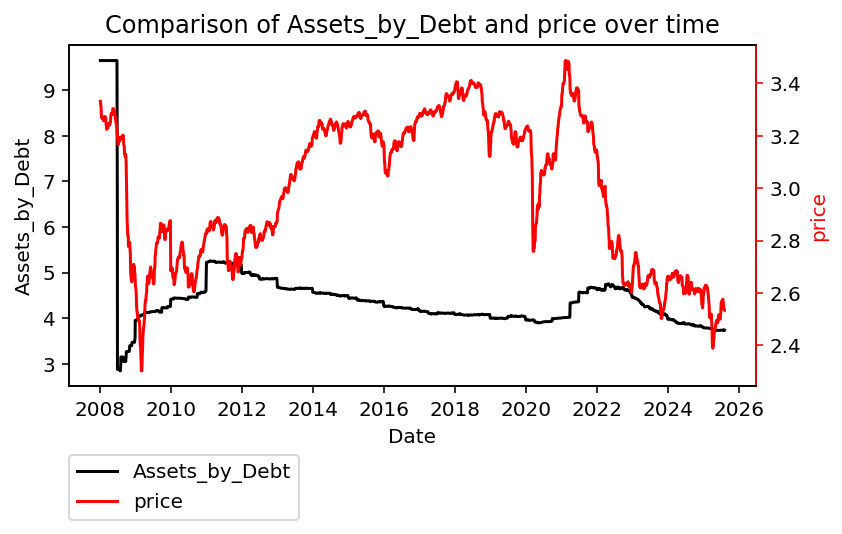 Comparison of Assets_by_Debt and price over time
Assets_by_Debt
9
8
7
6
5
4
3
3.4
3.2
3.0
2.8
2.6
2.4
price
2008 2010 2012 2014 2016 2018 2020 2022 2024 2026
Date
Assets_by_Debt
price